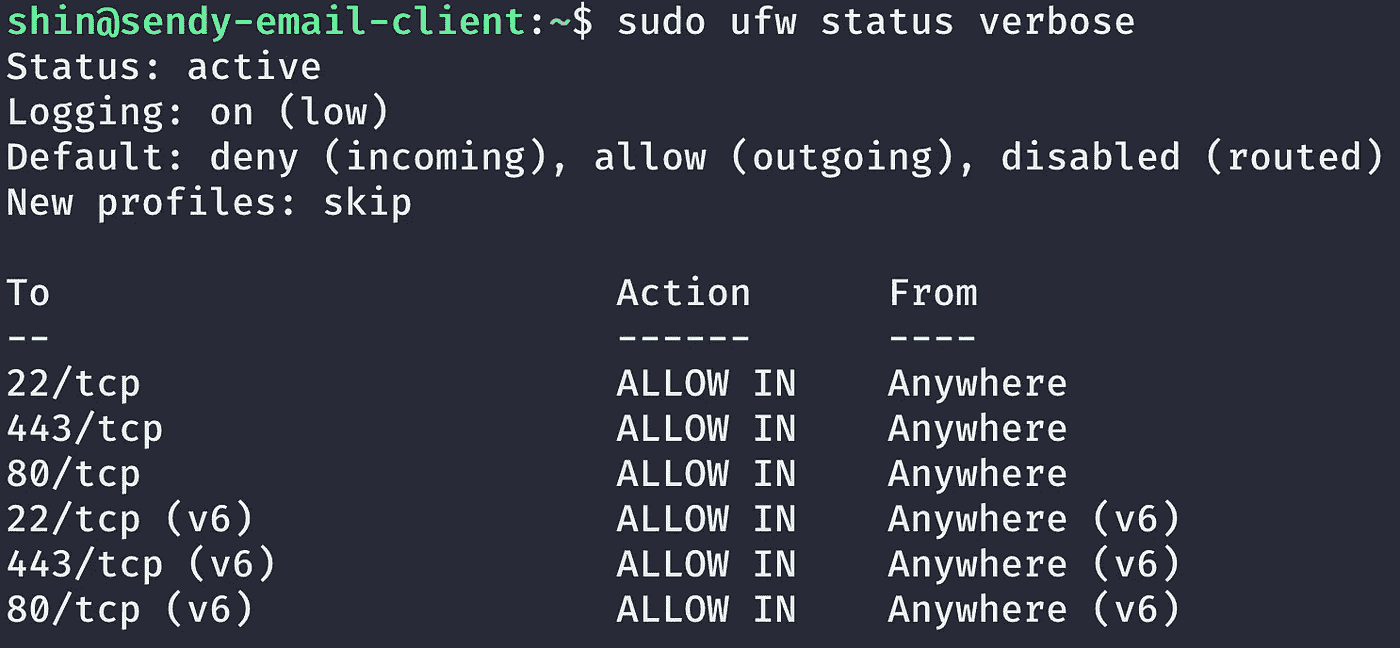 shin@sendy-email-client:~$ sudo ufw status verbose
Status: active
Logging: on (low)
Default: deny (incoming), allow (outgoing), disabled (routed)
New profiles: skip

To                         Action      From
--                         ------      ----
22/tcp                     ALLOW IN    Anywhere
443/tcp                    ALLOW IN    Anywhere
80/tcp                     ALLOW IN    Anywhere
22/tcp (v6)                ALLOW IN    Anywhere (v6)
443/tcp (v6)               ALLOW IN    Anywhere (v6)
80/tcp (v6)                ALLOW IN    Anywhere (v6)